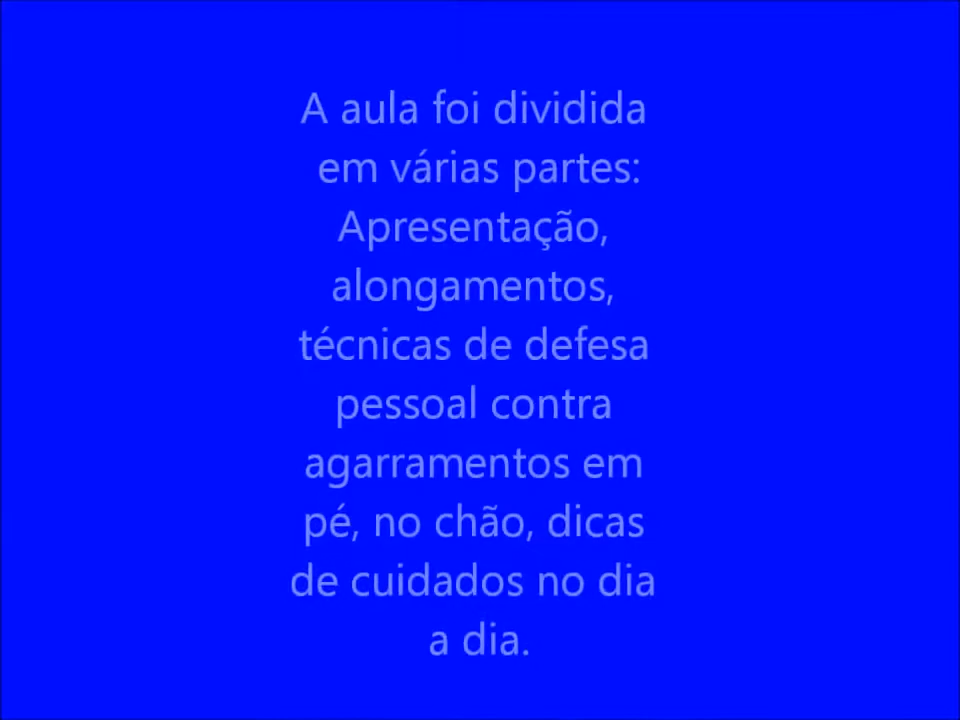 A aula foi dividida
em várias partes:
Apresentação,
alongamentos,
técnicas de defesa
pessoal contra
agarramentos em
pé, no chão, dicas
de cuidados no dia
a dia.